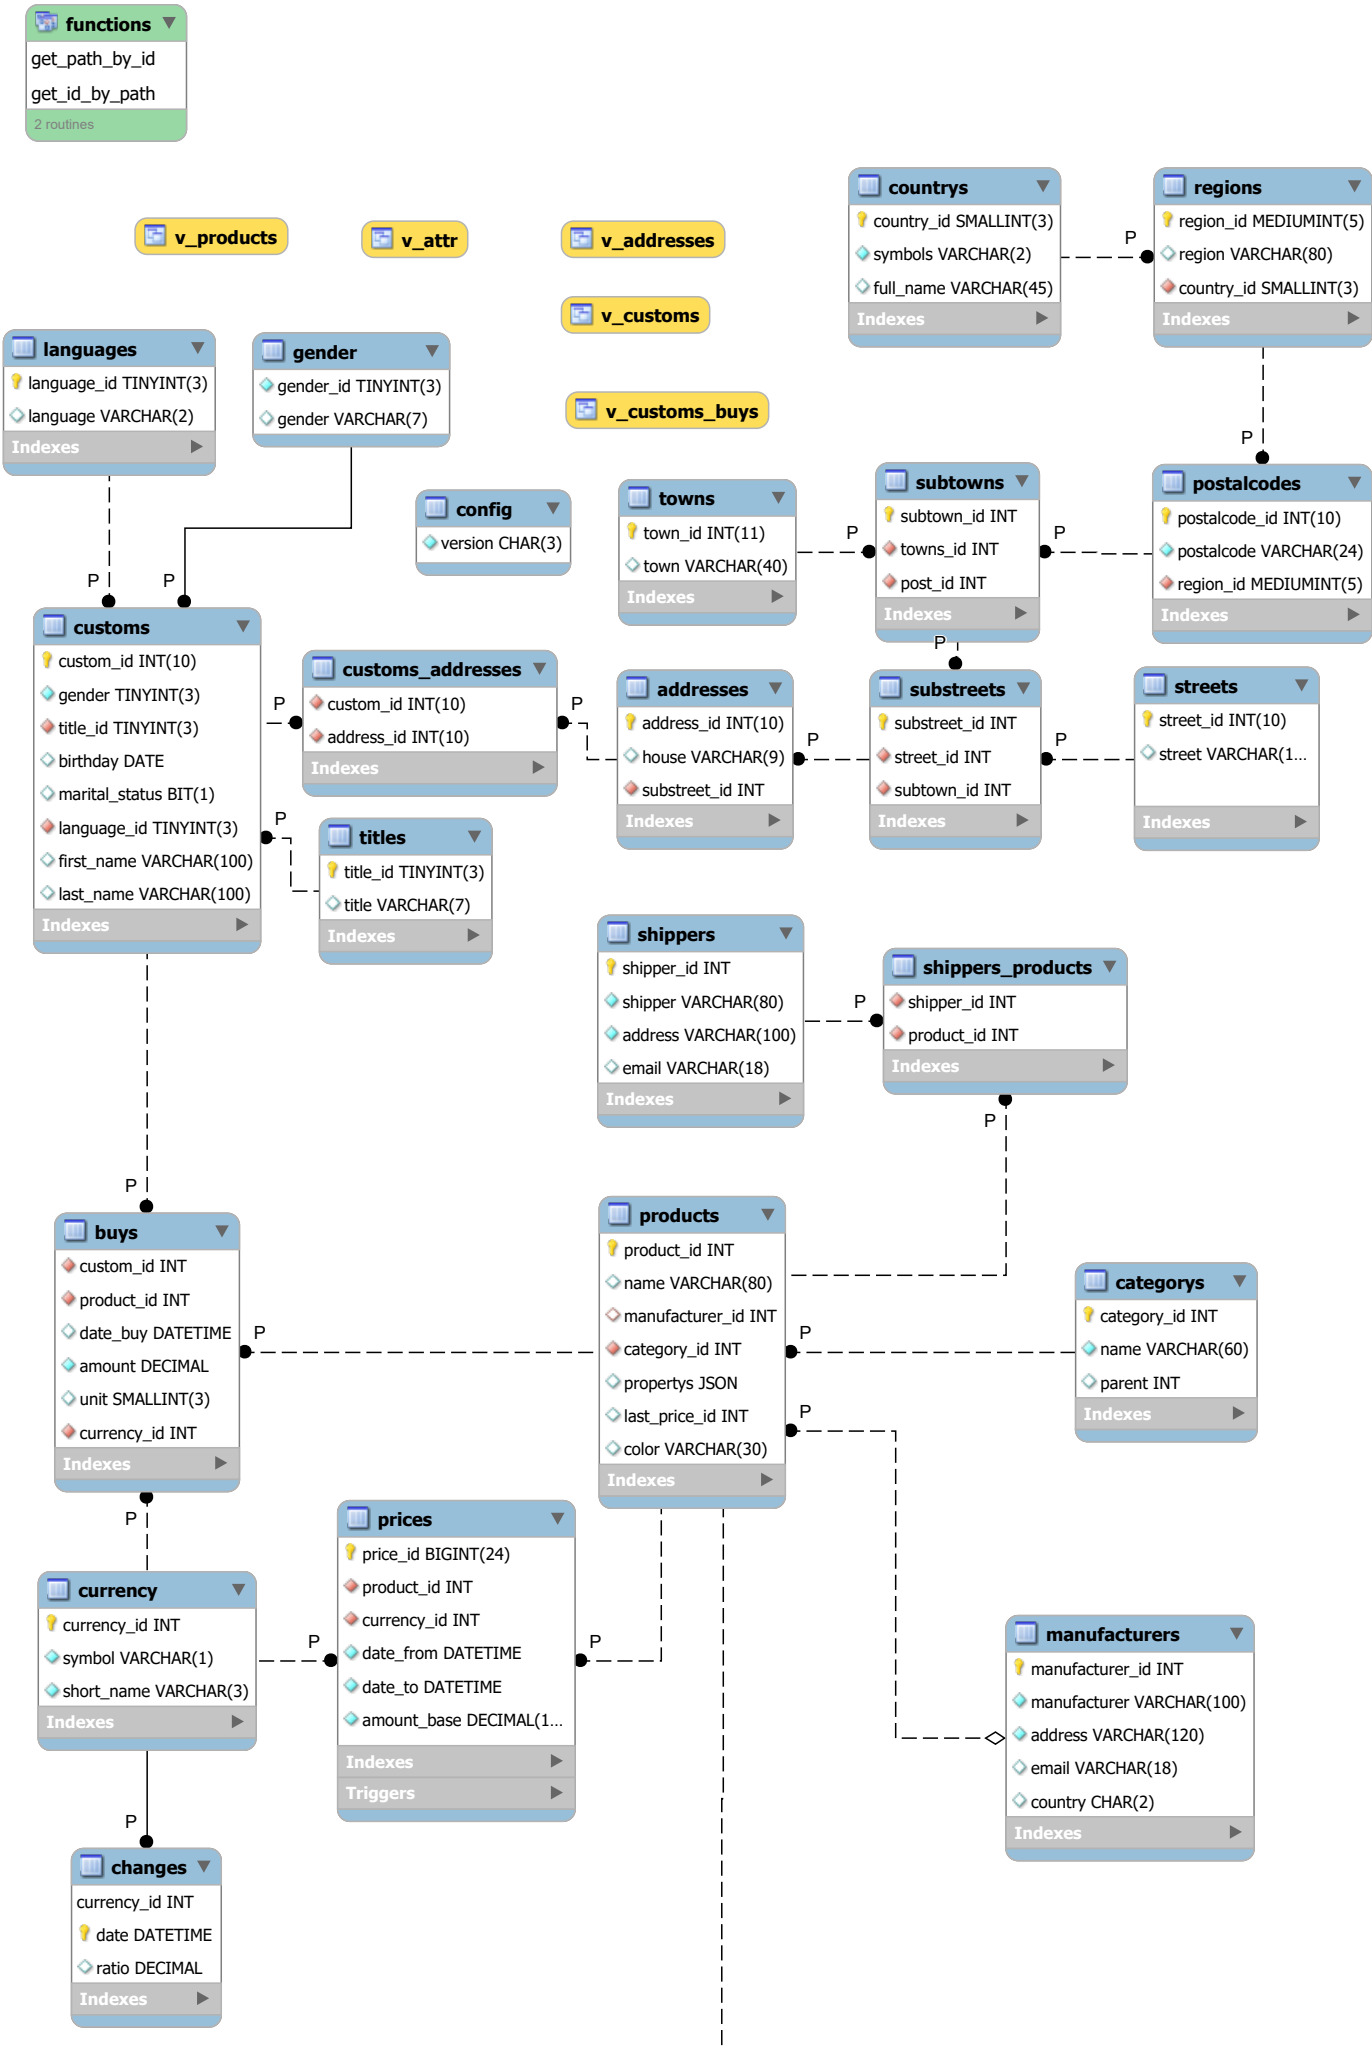 functions
get_path_by_id
get_id_by_path
2 routines
v_products
v_attr
v_addresses
v_customs
v_customs_buys
countrys
country_id SMALLINT(3)
symbols VARCHAR(2)
full_name VARCHAR(45)
Indexes
P
regions
region_id MEDIUMINT(5)
region VARCHAR(80)
country_id SMALLINT(3)
Indexes
P
languages
language_id TINYINT(3)
language VARCHAR(2)
Indexes
P
gender
gender_id TINYINT(3)
gender VARCHAR(7)
Indexes
P
config
version CHAR(3)
towns
town_id INT(11)
town VARCHAR(40)
Indexes
P
subtowns
subtown_id INT
towns_id INT
post_id INT
Indexes
P
P
postalcodes
postalcode_id INT(10)
postalcode VARCHAR(24)
region_id MEDIUMINT(5)
Indexes
customs
custom_id INT(10)
gender TINYINT(3)
title_id TINYINT(3)
birthday DATE
marital_status BIT(1)
language_id TINYINT(3)
first_name VARCHAR(100)
last_name VARCHAR(100)
Indexes
P
P
customs_addresses
custom_id INT(10)
address_id INT(10)
Indexes
P
addresses
address_id INT(10)
house VARCHAR(9)
substreet_id INT
Indexes
P
substreets
substreet_id INT
street_id INT
subtown_id INT
Indexes
P
streets
street_id INT(10)
street VARCHAR(1...
Indexes
titles
title_id TINYINT(3)
title VARCHAR(7)
Indexes
shippers
shipper_id INT
shipper VARCHAR(80)
address VARCHAR(100)
email VARCHAR(18)
Indexes
P
shippers_products
shipper_id INT
product_id INT
Indexes
P
P
buys
custom_id INT
product_id INT
date_buy DATETIME
amount DECIMAL
unit SMALLINT(3)
currency_id INT
Indexes
P
P
products
product_id INT
name VARCHAR(80)
manufacturer_id INT
category_id INT
propertys JSON
last_price_id INT
color VARCHAR(30)
Indexes
P
P
categorys
category_id INT
name VARCHAR(60)
parent INT
Indexes
currency
currency_id INT
symbol VARCHAR(1)
short_name VARCHAR(3)
Indexes
P
prices
price_id BIGINT(24)
product_id INT
currency_id INT
date_from DATETIME
date_to DATETIME
amount_base DECIMAL(1...
Indexes
Triggers
P
manufacturers
manufacturer_id INT
manufacturer VARCHAR(100)
address VARCHAR(120)
email VARCHAR(18)
country CHAR(2)
Indexes
P
changes
currency_id INT
date DATETIME
ratio DECIMAL
Indexes